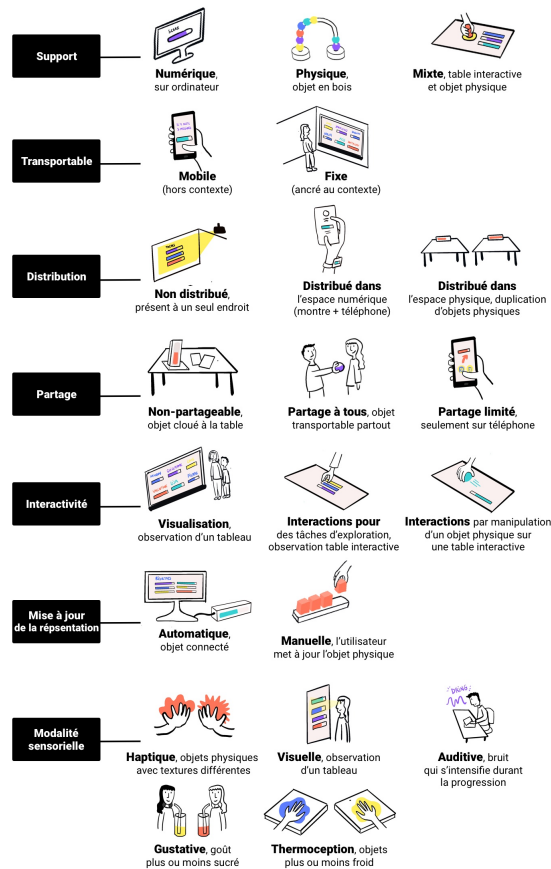 Support
Numérique,
sur ordinateur
Physique,
objet en bois
Mixte, table interactive
et objet physique
Transportable
Mobile
(hors contexte)
Fixe
(ancré au contexte)
Distribution
Non distribué,
présent à un seul endroit
Distribué dans
l'espace numérique
(montre + téléphone)
Distribué dans
l'espace physique, duplication
d'objets physiques
Partage
Non-partageable,
objet cloué à la table
Partage à tous, objet
transportable partout
Partage limité,
seulement sur téléphone
Interactivité
Visualisation,
observation d'un tableau
Interactions pour
des tâches d'exploration,
observation table interactive
Interactions par manipulation
d'un objet physique sur
une table interactive
Mise à jour
de la répsentation
Automatique,
objet connecté
Manuelle, l'utilisateur
met à jour l'objet physique
Modalité
sensorielle
Haptique, objets physiques
avec textures différentes
Visuelle, observation
d'un tableau
DRING
Auditive, bruit
qui s'intensifie durant
la progression
Gustative, goût
plus ou moins sucré
Thermoception, objets
plus ou moins froid